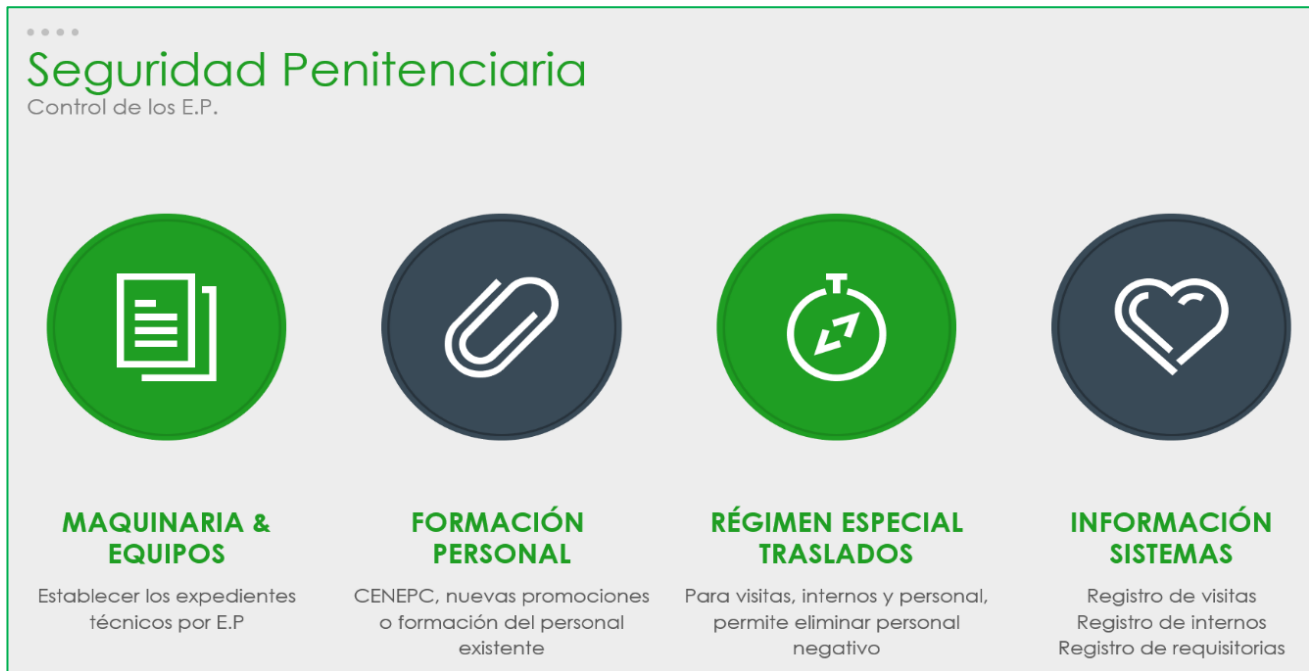 Seguridad Penitenciaria
Control de los E.P.
MAQUINARIA &
EQUIPOS
Establecer los expedientes
técnicos por E.P
FORMACIÓN
PERSONAL
CENEPC, nuevas promociones
o formación del personal
existente
RÉGIMEN ESPECIAL
TRASLADOS
Para visitas, internos y personal,
permite eliminar personal
negativo
INFORMACIÓN
SISTEMAS
Registro de visitas
Registro de internos
Registro de requisitorias